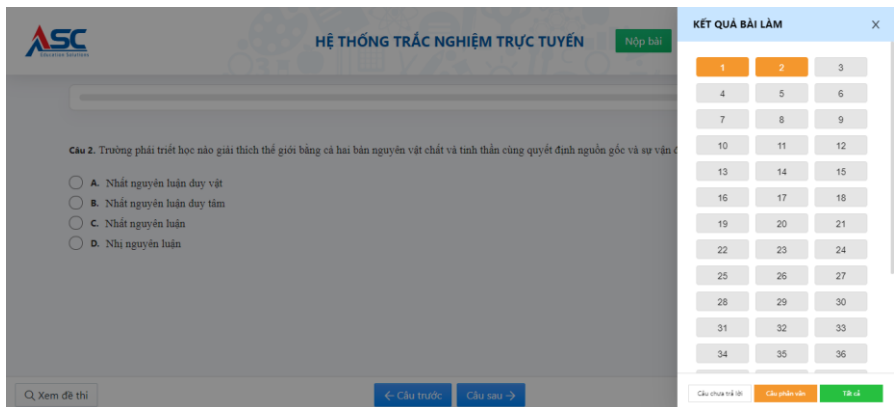 ASC
Education Solutions
HỆ THỐNG TRẮC NGHIỆM TRỰC TUYẾN
Nộp bài
Câu 2. Trường phái triết học nào giải thích thế giới bằng cả hai bản nguyên vật chất và tinh thần cùng quyết định nguồn gốc và sự vận
A. Nhất nguyên luận duy vật
B. Nhất nguyên luận duy tâm
C. Nhất nguyên luận
D. Nhị nguyên luận
Xem đề thi
← Câu trước
Câu sau →
KẾT QUẢ BÀI LÀM
1 2 3
4 5 6
7 8 9
10 11 12
13 14 15
16 17 18
19 20 21
22 23 24
25 26 27
28 29 30
31 32 33
34 35 36
Câu chưa trả lời
Câu phân vân
Tất cả